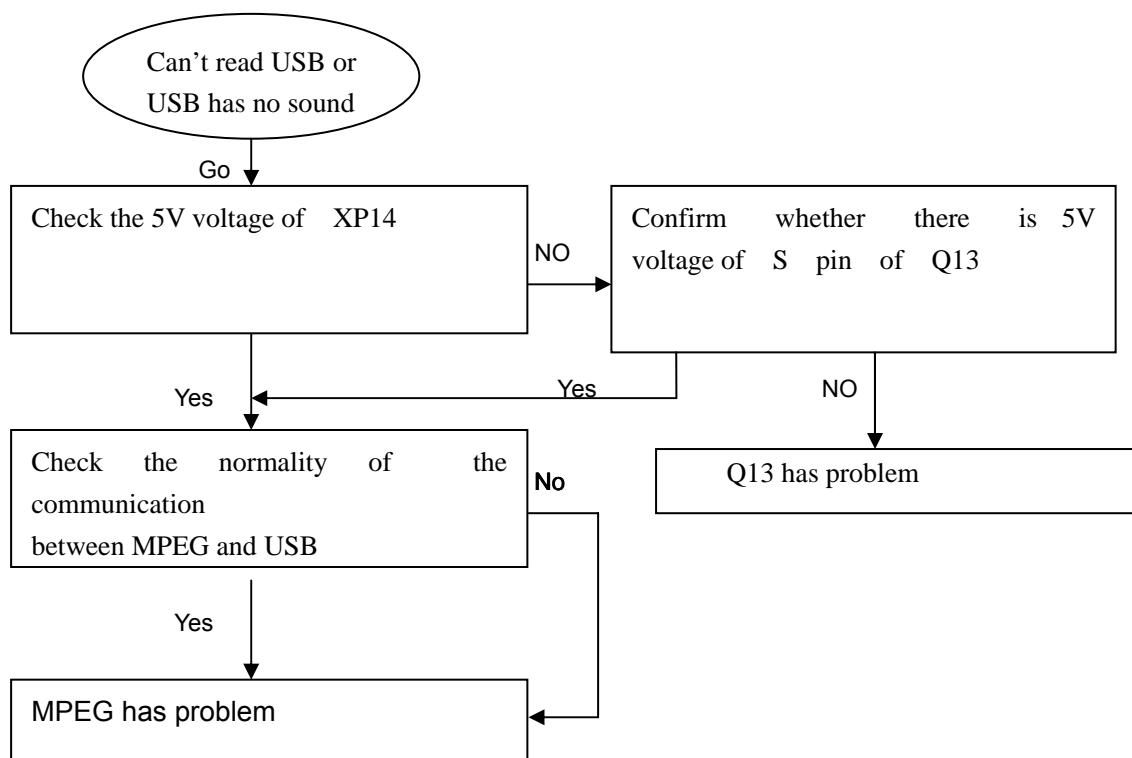 Can’t read USB or
USB has no sound
Go
Check the 5V voltage of XP14
NO
Confirm whether there is 5V
voltage of S pin of Q13
Yes
Yes
NO
Check the normality of the
communication
between MPEG and USB
No
Q13 has problem
Yes
MPEG has problem